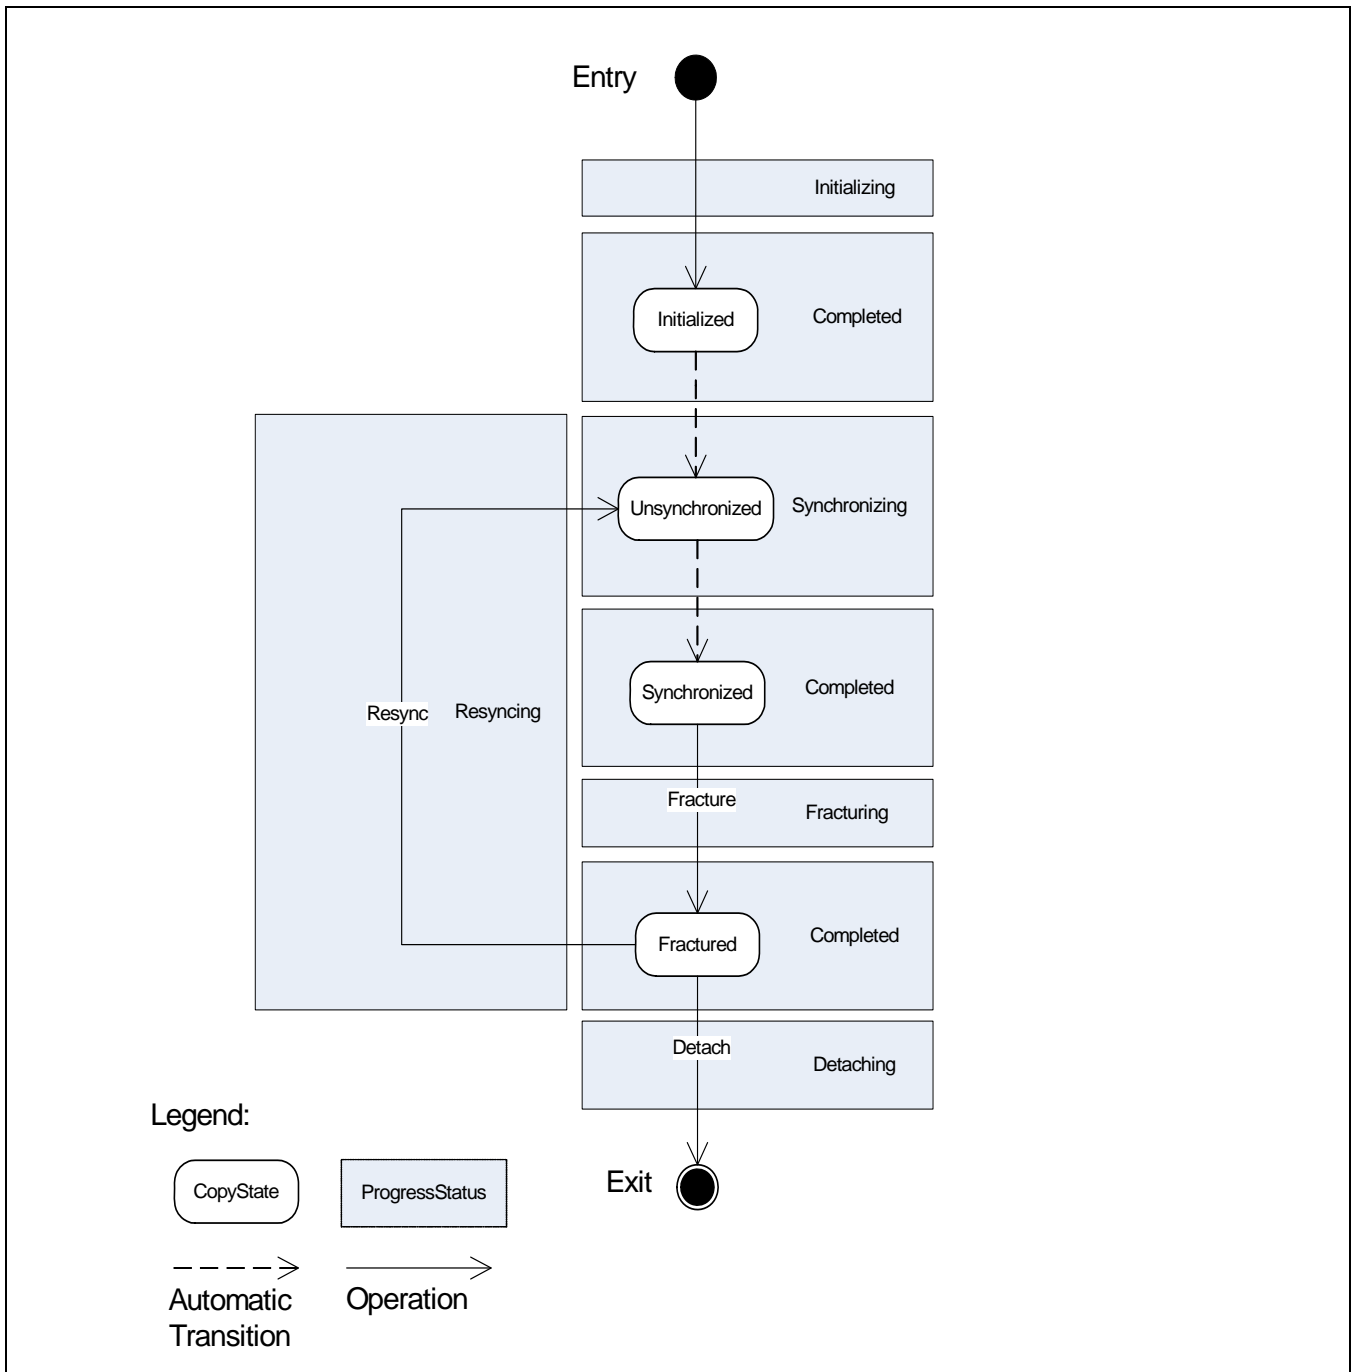 Entry
Initializing
Initialized
Completed
Unsynchronized
Synchronizing
Synchronized
Completed
Resync
Resyncing
Fracture
Fracturing
Fractured
Completed
Detach
Detaching
Legend:
CopyState
ProgressStatus
Exit
Automatic
Transition
Operation